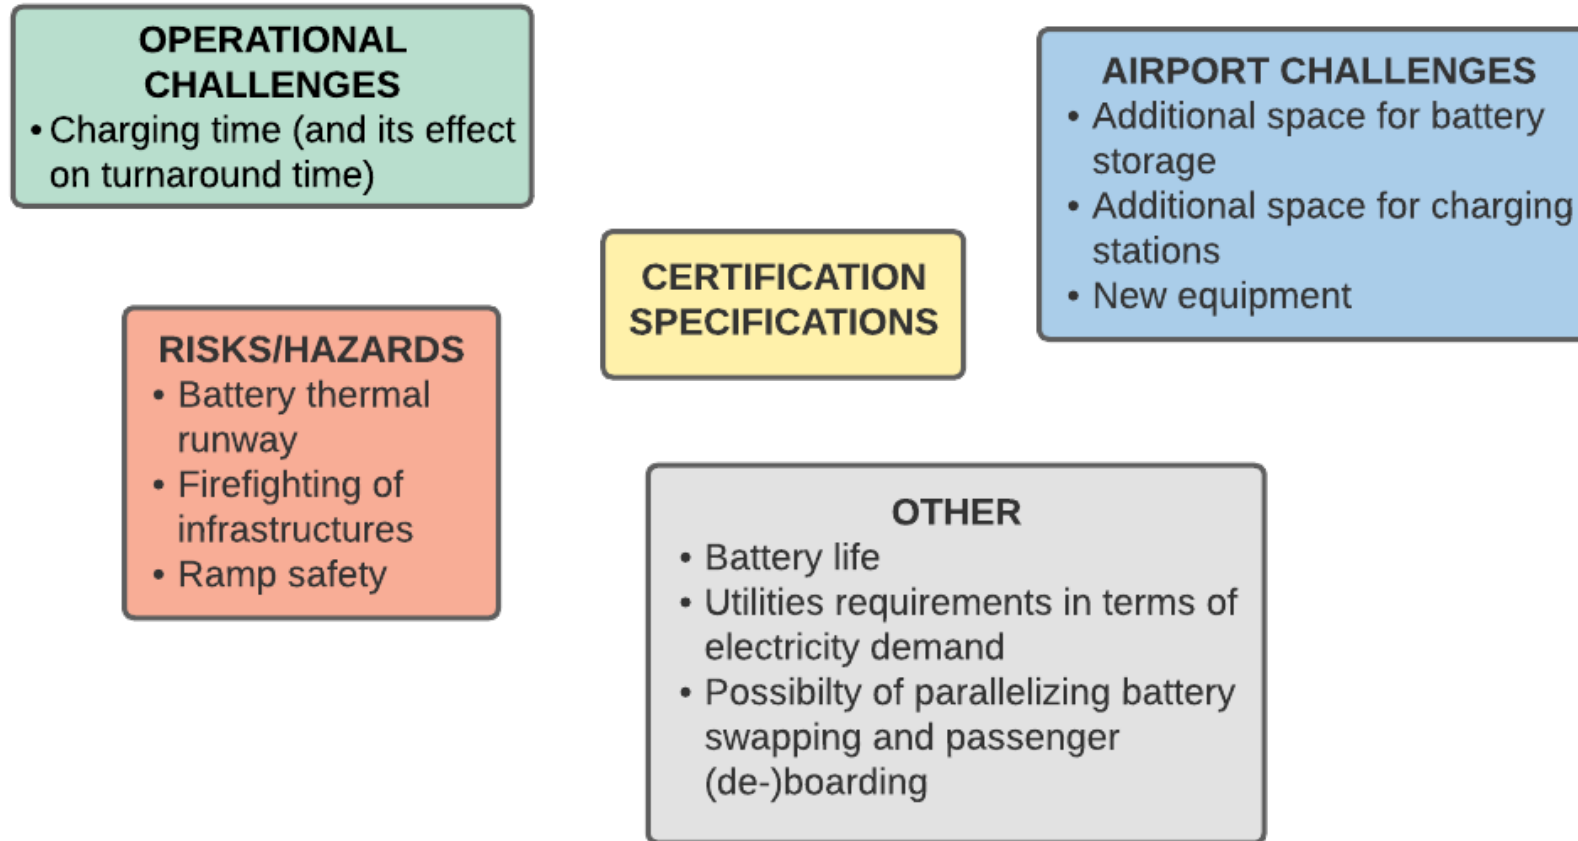 OPERATIONAL
CHALLENGES
• Charging time (and its effect
on turnaround time)
AIRPORT CHALLENGES
• Additional space for battery
storage
• Additional space for charging
stations
• New equipment
CERTIFICATION
SPECIFICATIONS
RISKS/HAZARDS
• Battery thermal
runway
• Firefighting of
infrastructures
• Ramp safety
OTHER
• Battery life
• Utilities requirements in terms of
electricity demand
• Possibilty of parallelizing battery
swapping and passenger
(de-)boarding